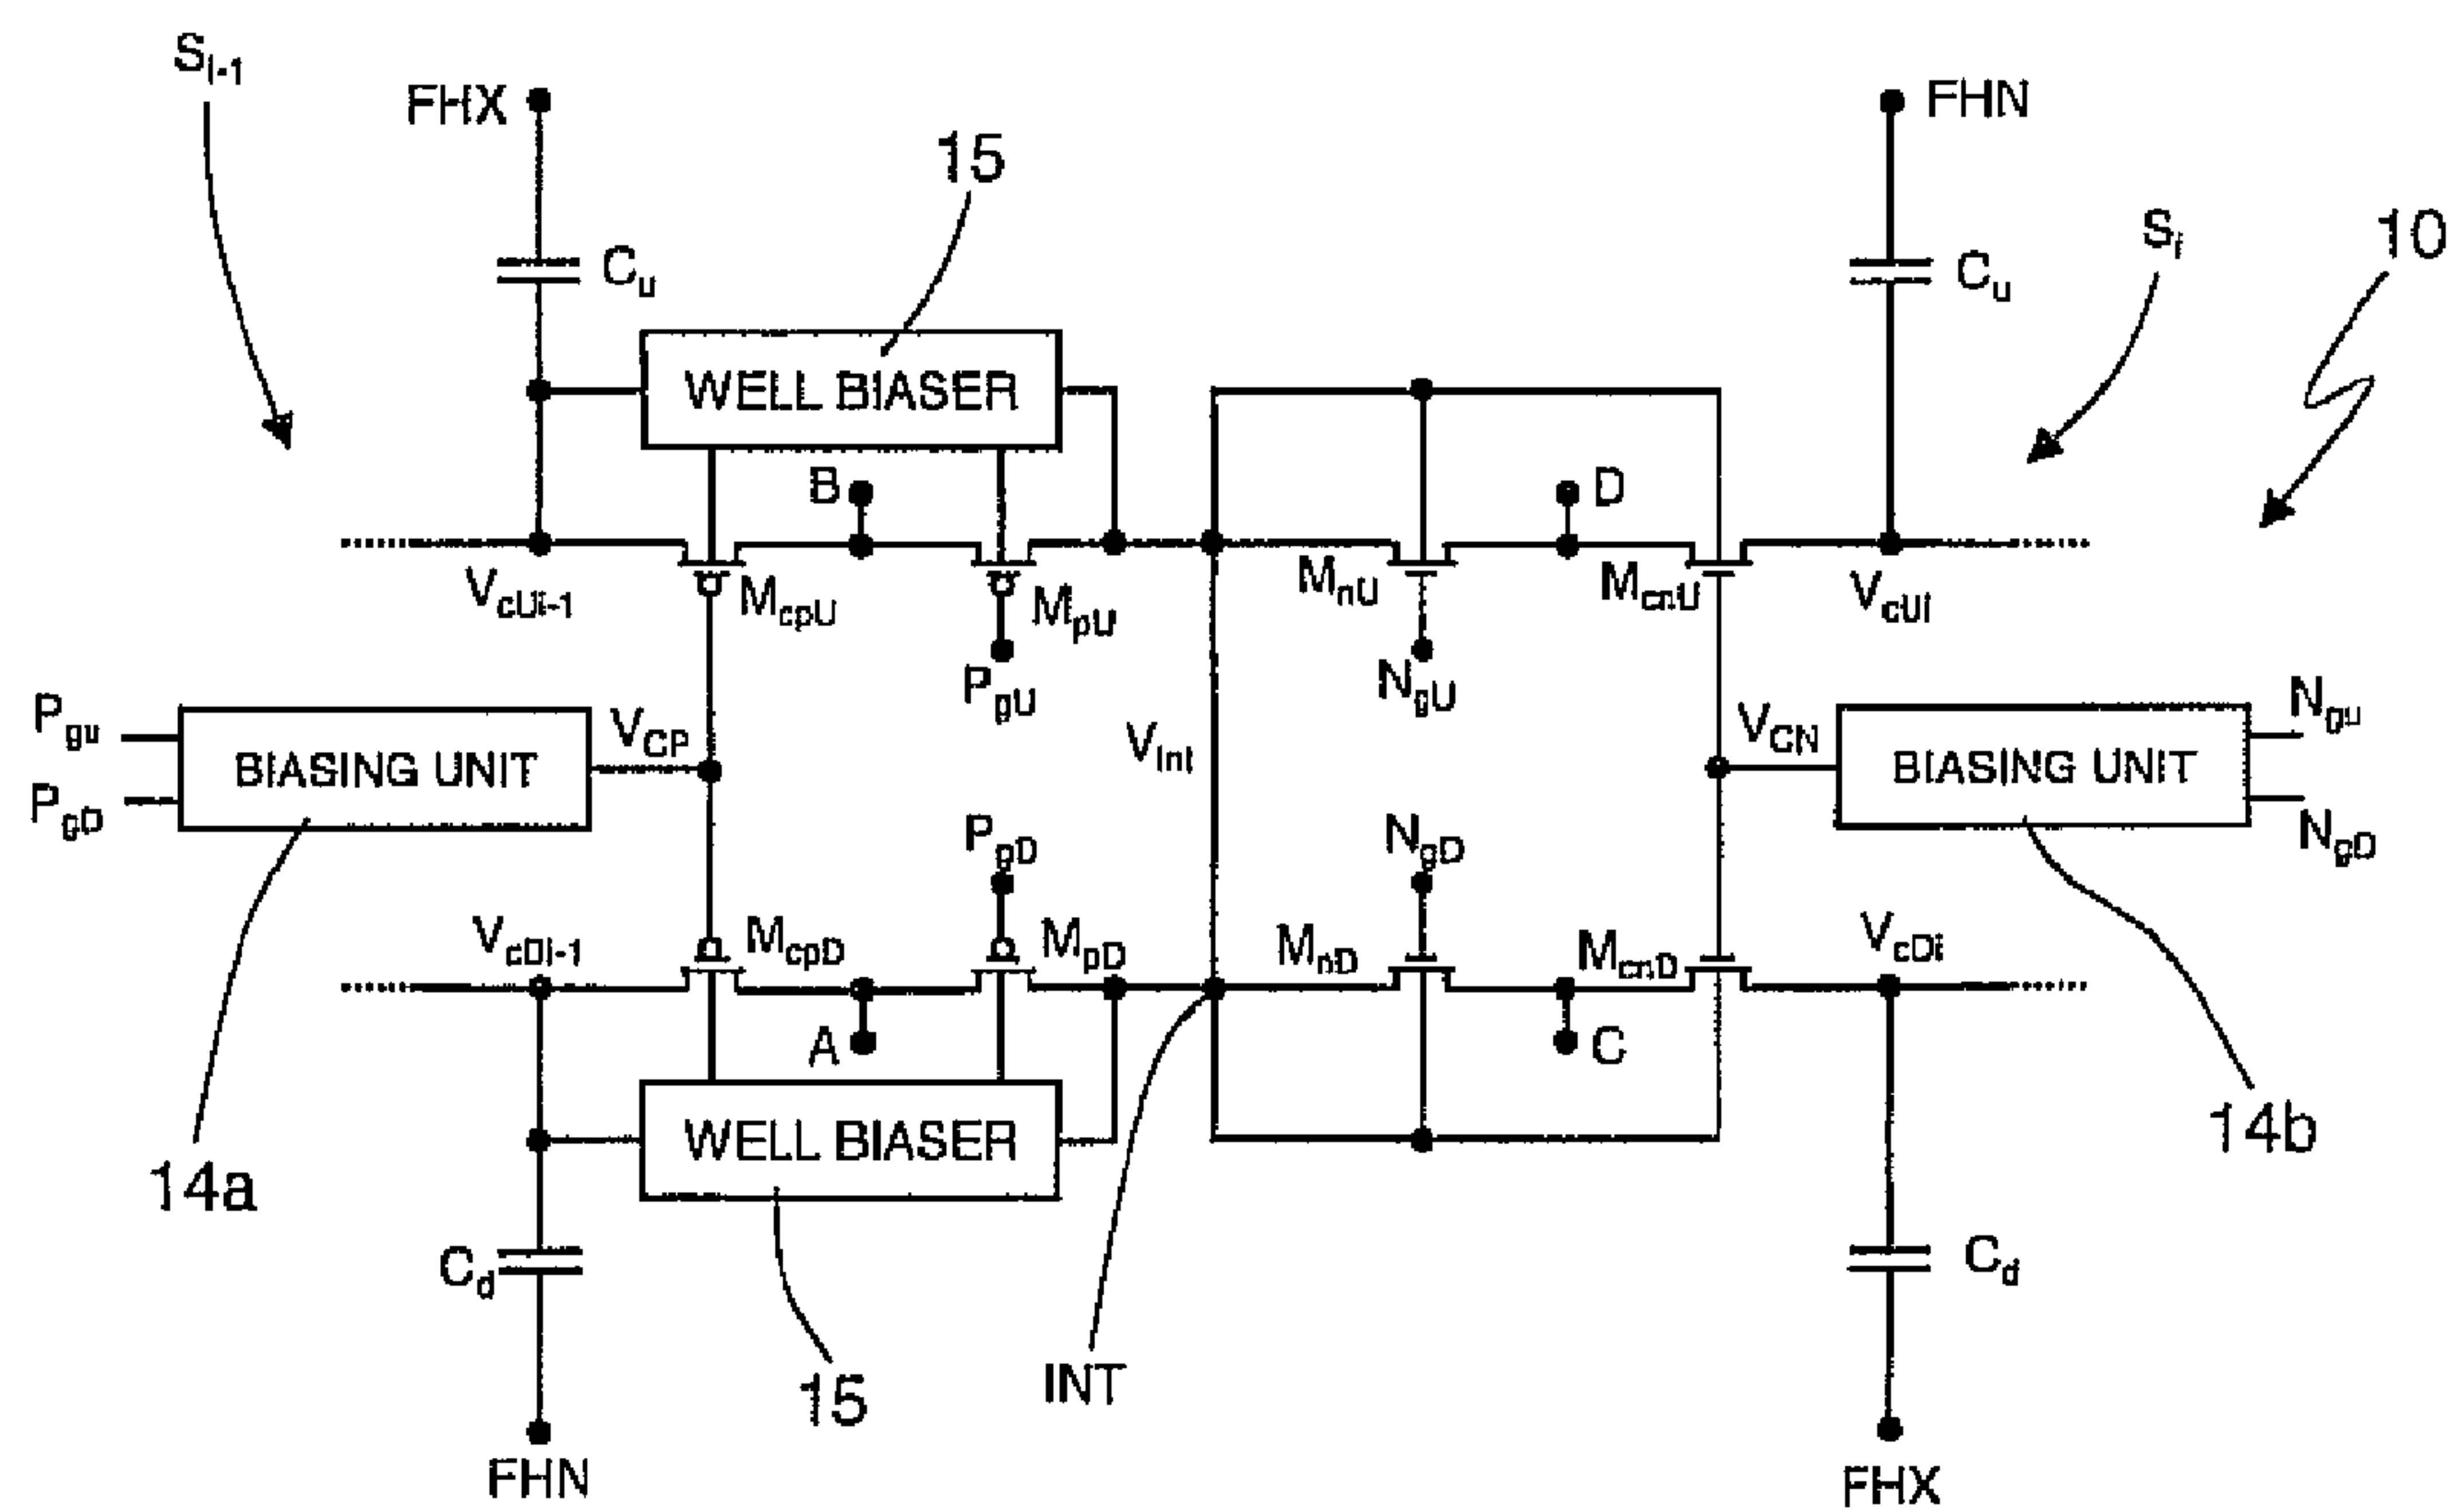 Si-1
FHX
FHN
15
Cu
Cu
Si
10
WELL BIASER
B
D
VcUi-1
McpU
MpU
MnU
McnU
VcUi
PgU
NgU
Pgu
VCP
Vint
VCN
Ngu
BIASING UNIT
BIASING UNIT
PgD
NgD
PgD
NgD
VcDi-1
McpD
MpD
MnD
McnD
VcDi
A
C
WELL BIASER
14a
14b
Cd
Cd
15
INT
FHN
FHX